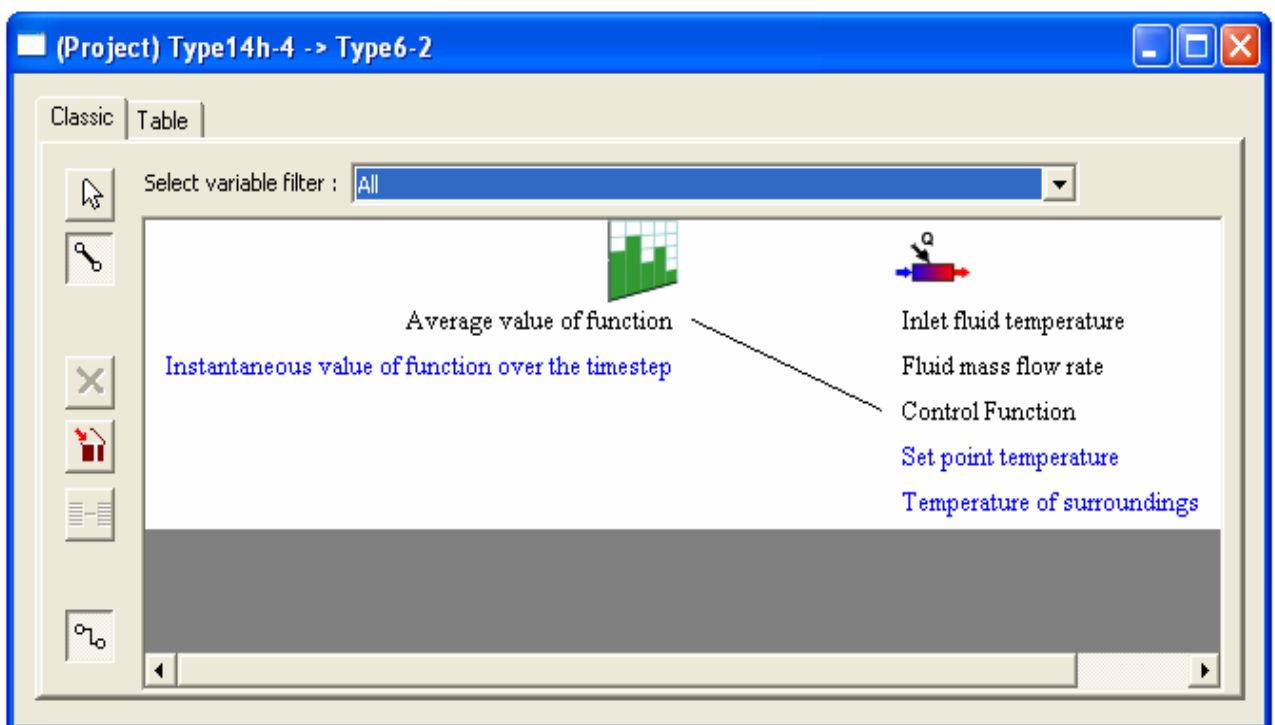 (Project) Type14h-4 -> Type6-2
Classic
Table
Select variable filter :
All
Q
Average value of function
Inlet fluid temperature
Instantaneous value of function over the timestep
Fluid mass flow rate
Control Function
Set point temperature
Temperature of surroundings